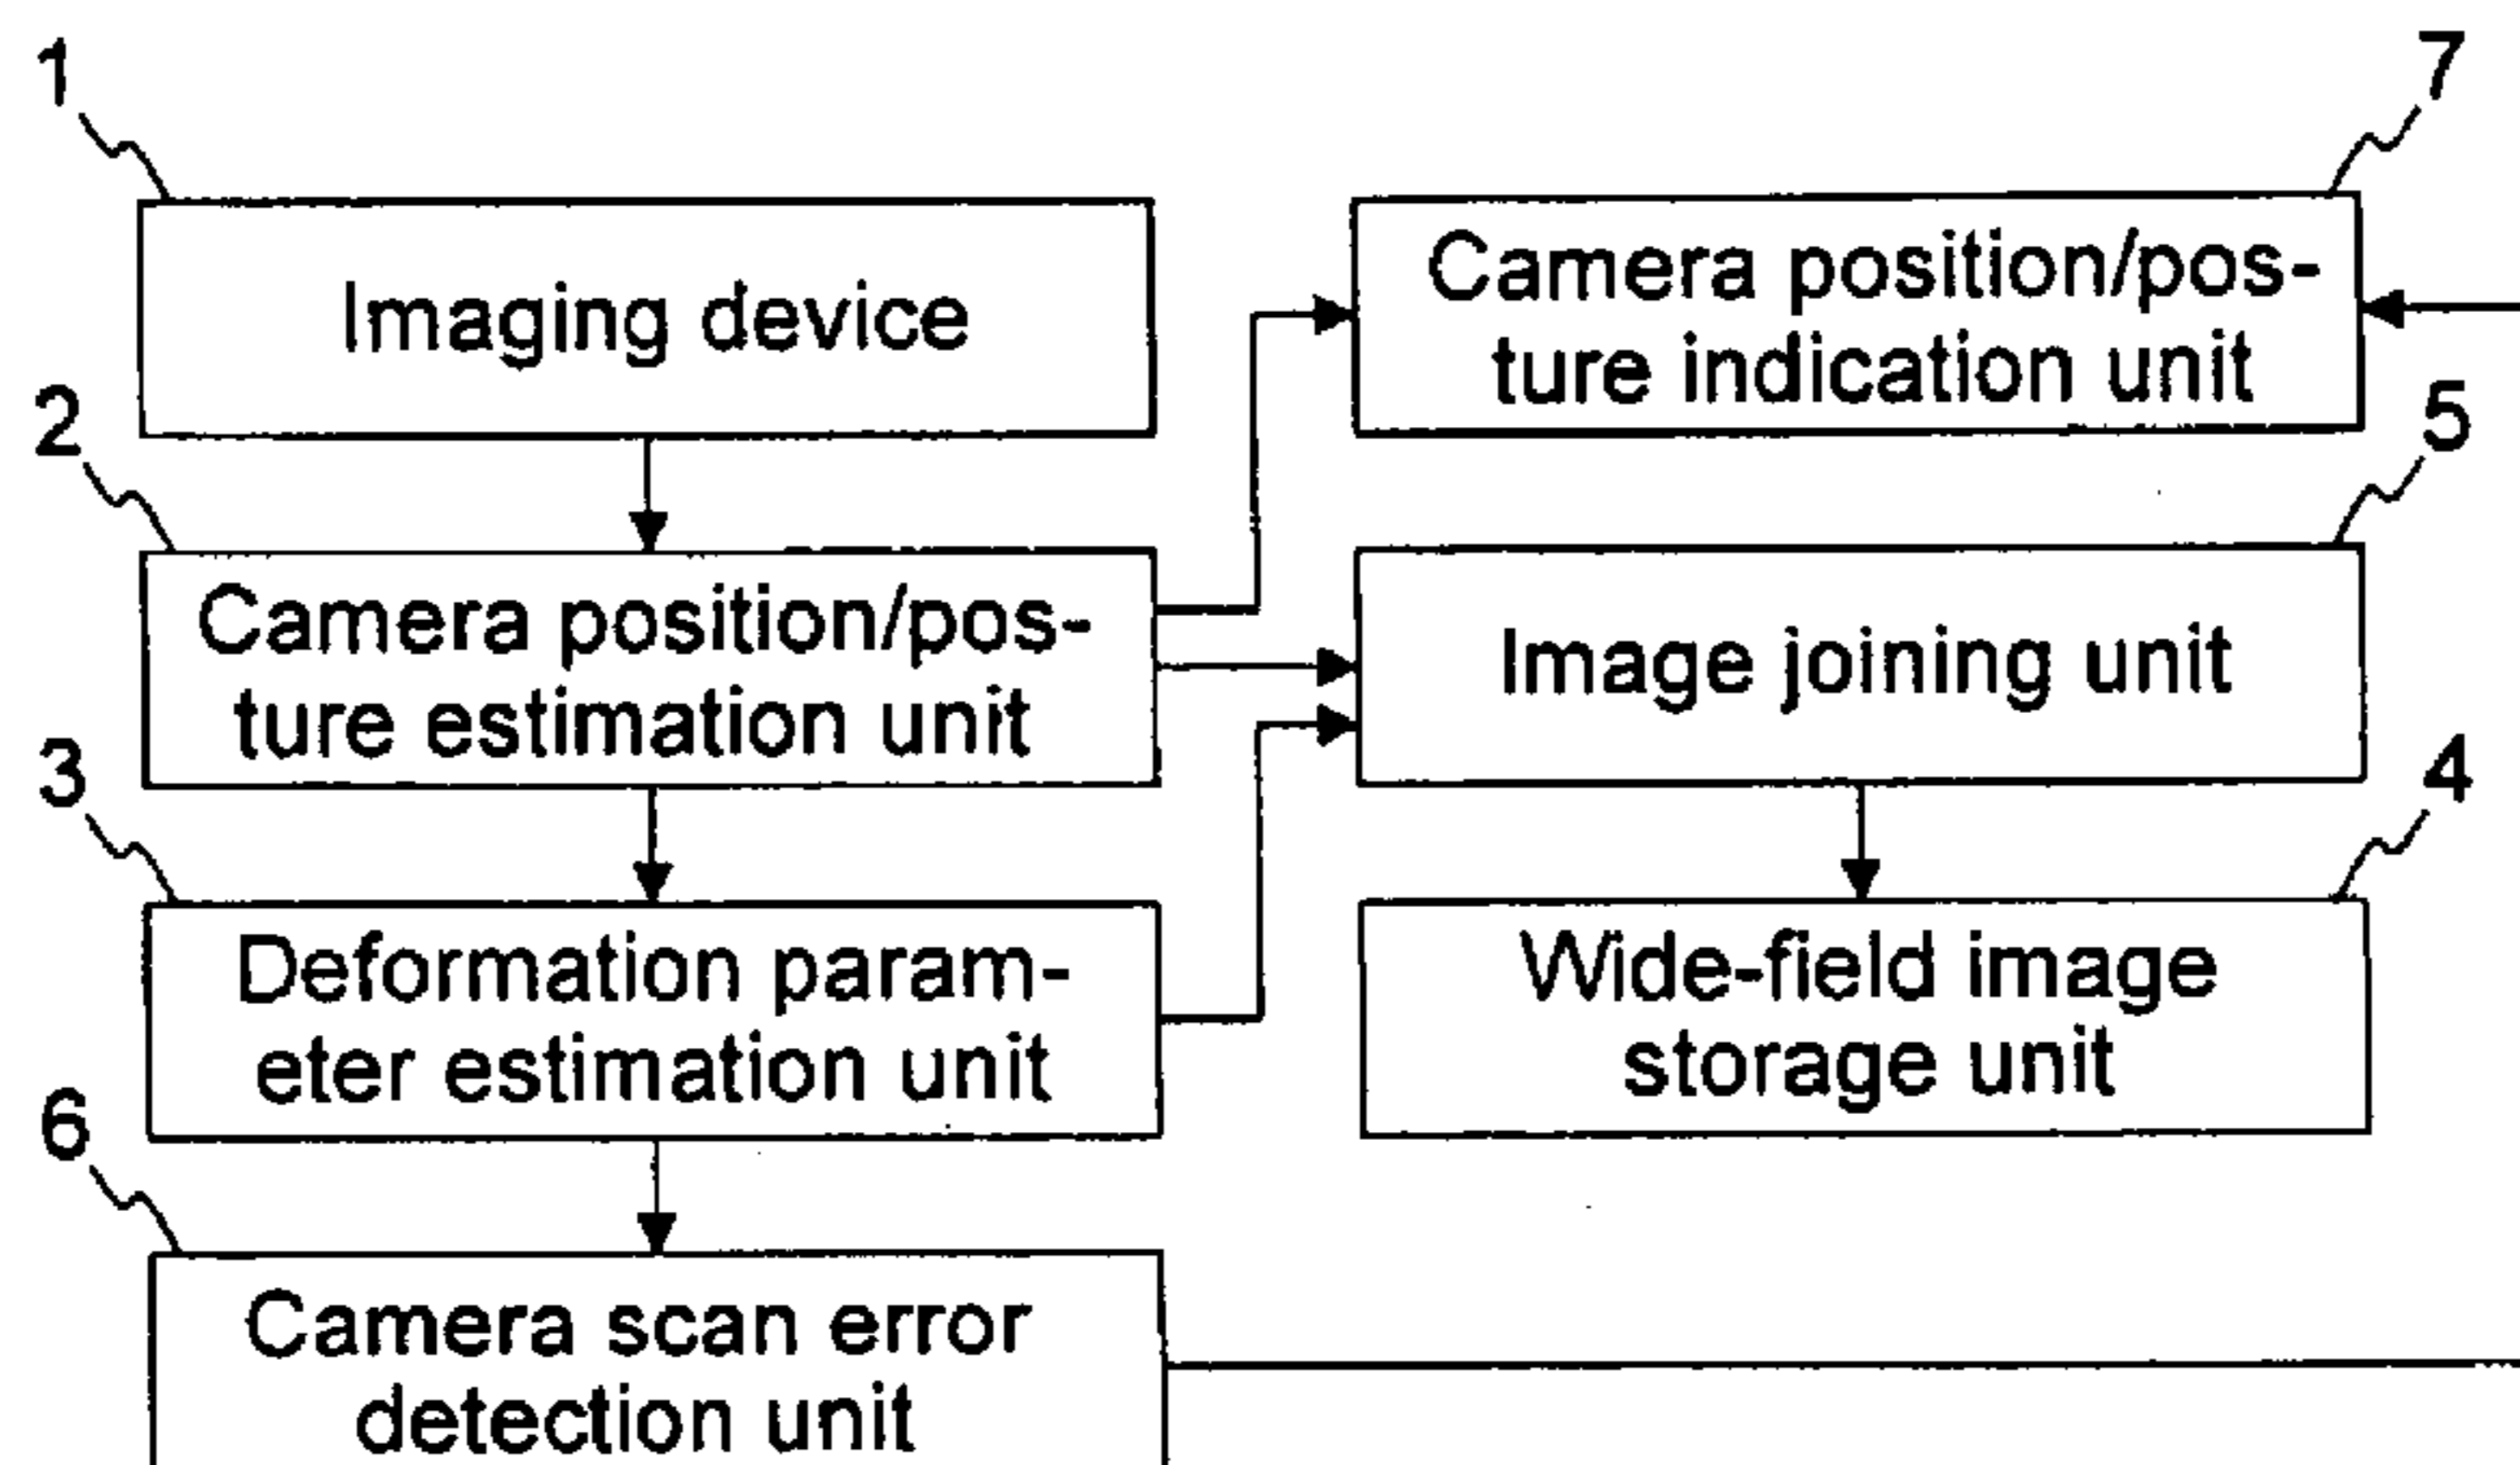 1
Imaging device
2
Camera position/pos-
ture estimation unit
3
Deformation param-
eter estimation unit
6
Camera scan error
detection unit
7
Camera position/pos-
ture indication unit
5
Image joining unit
4
Wide-field image
storage unit